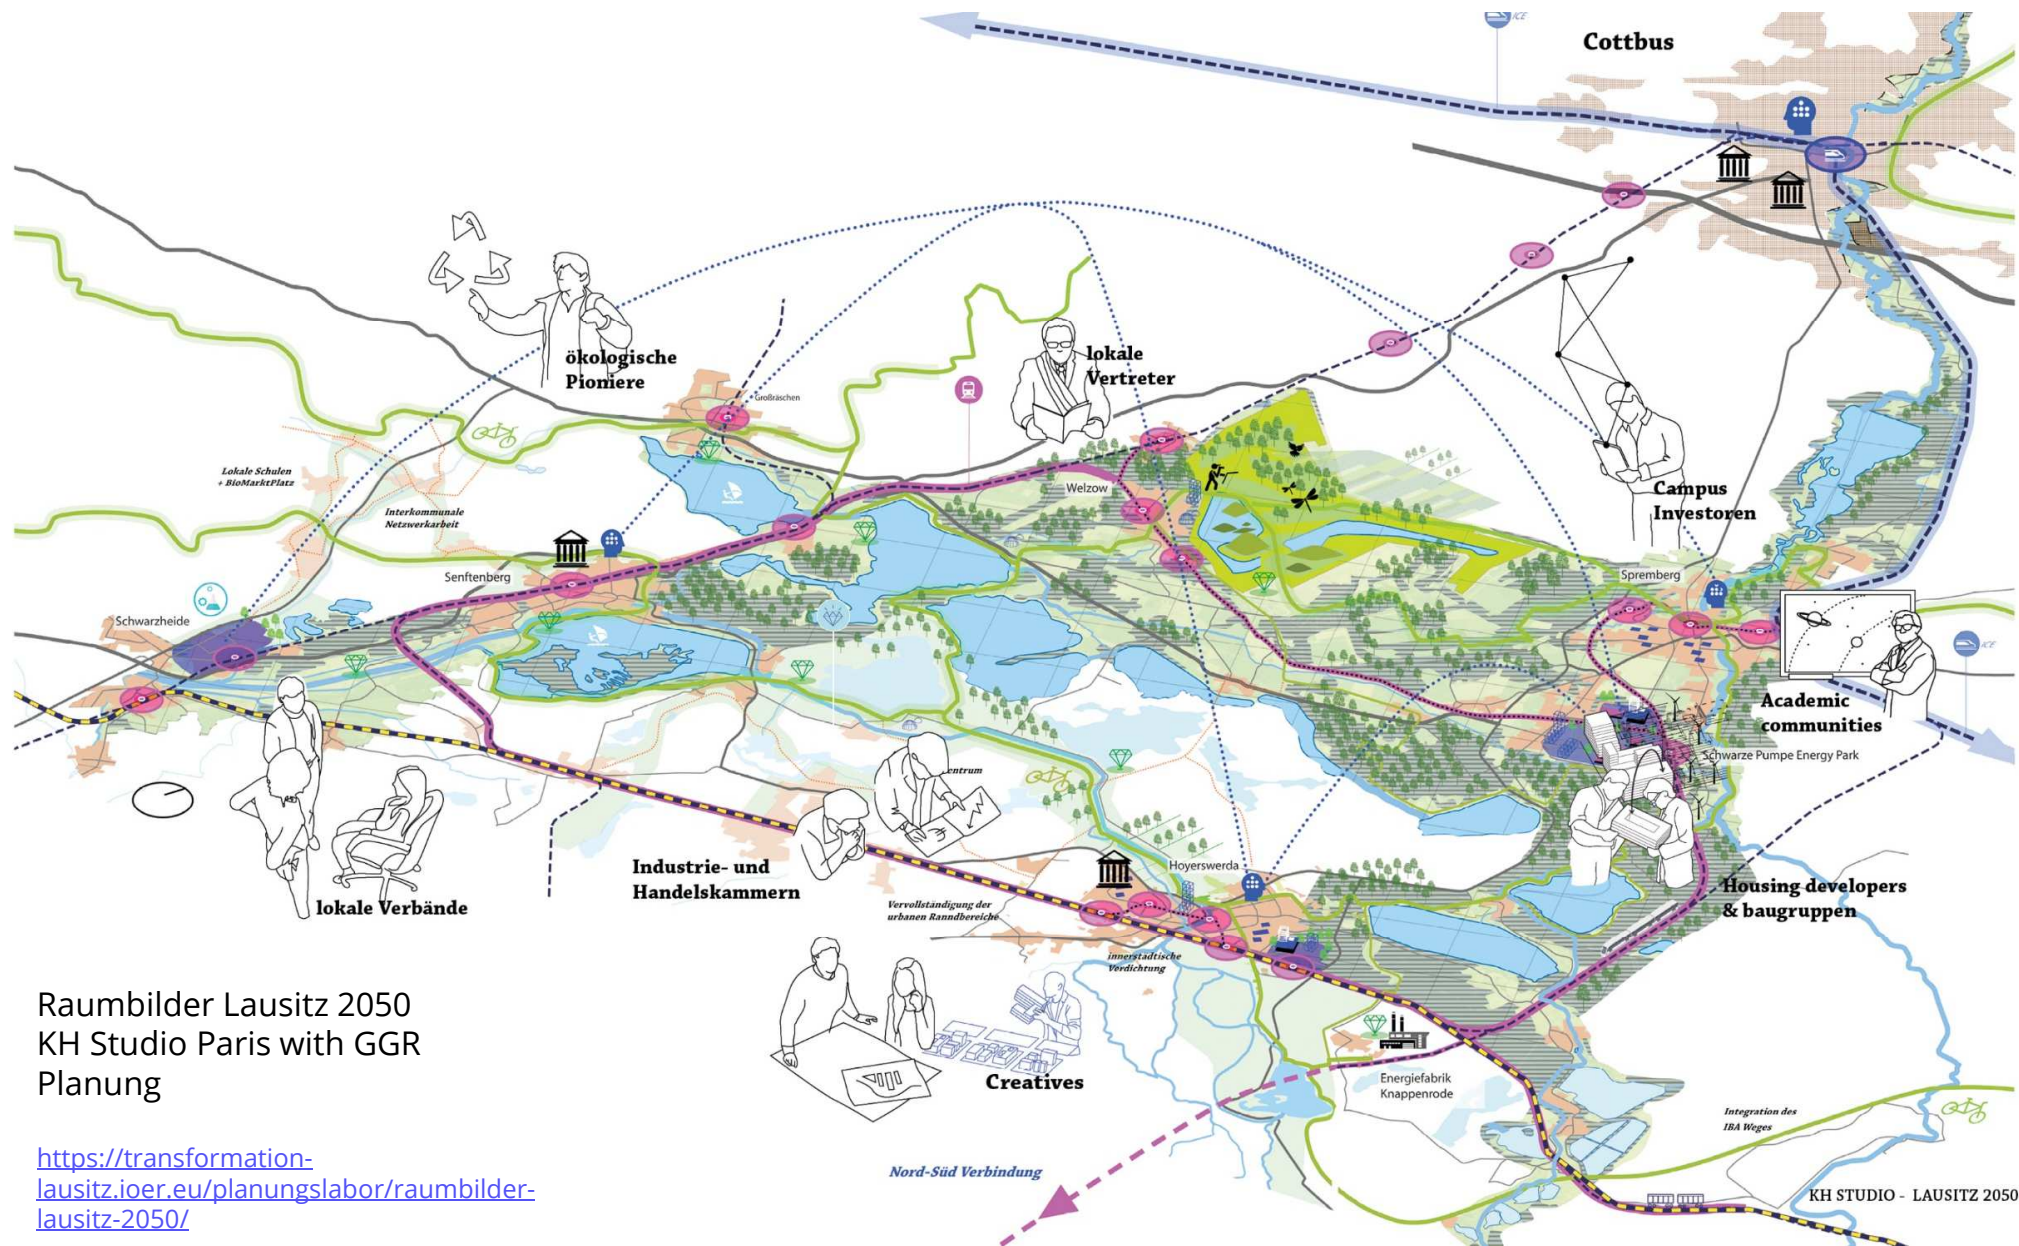 ICE
Cottbus
ökologische
Pioniere
lokale
Vertreter
Großräschen
Lokale Schulen
+ BioMarktPlatz
Interkommunale
Netzwerkarbeit
Welzow
Campus
Investoren
Senftenberg
Spremberg
Schwarzheide
ICE
Academic
communities
Schwarze Pumpe Energy Park
entrum
Industrie- und
Handelskammern
Hoyerswerda
Housing developers
& baugruppen
lokale Verbände
Vervollständigung der
urbanen Ranndbereiche
innerstädtische
Verdichtung
Raumbilder Lausitz 2050
KH Studio Paris with GGR
Planung
Creatives
Energiefabrik
Knappenrode
Integration des
IBA Weges
https://transformation-
lausitz.ioer.eu/planungslabor/raumbilder-
lausitz-2050/
Nord-Süd Verbindung
KH STUDIO - LAUSITZ 2050